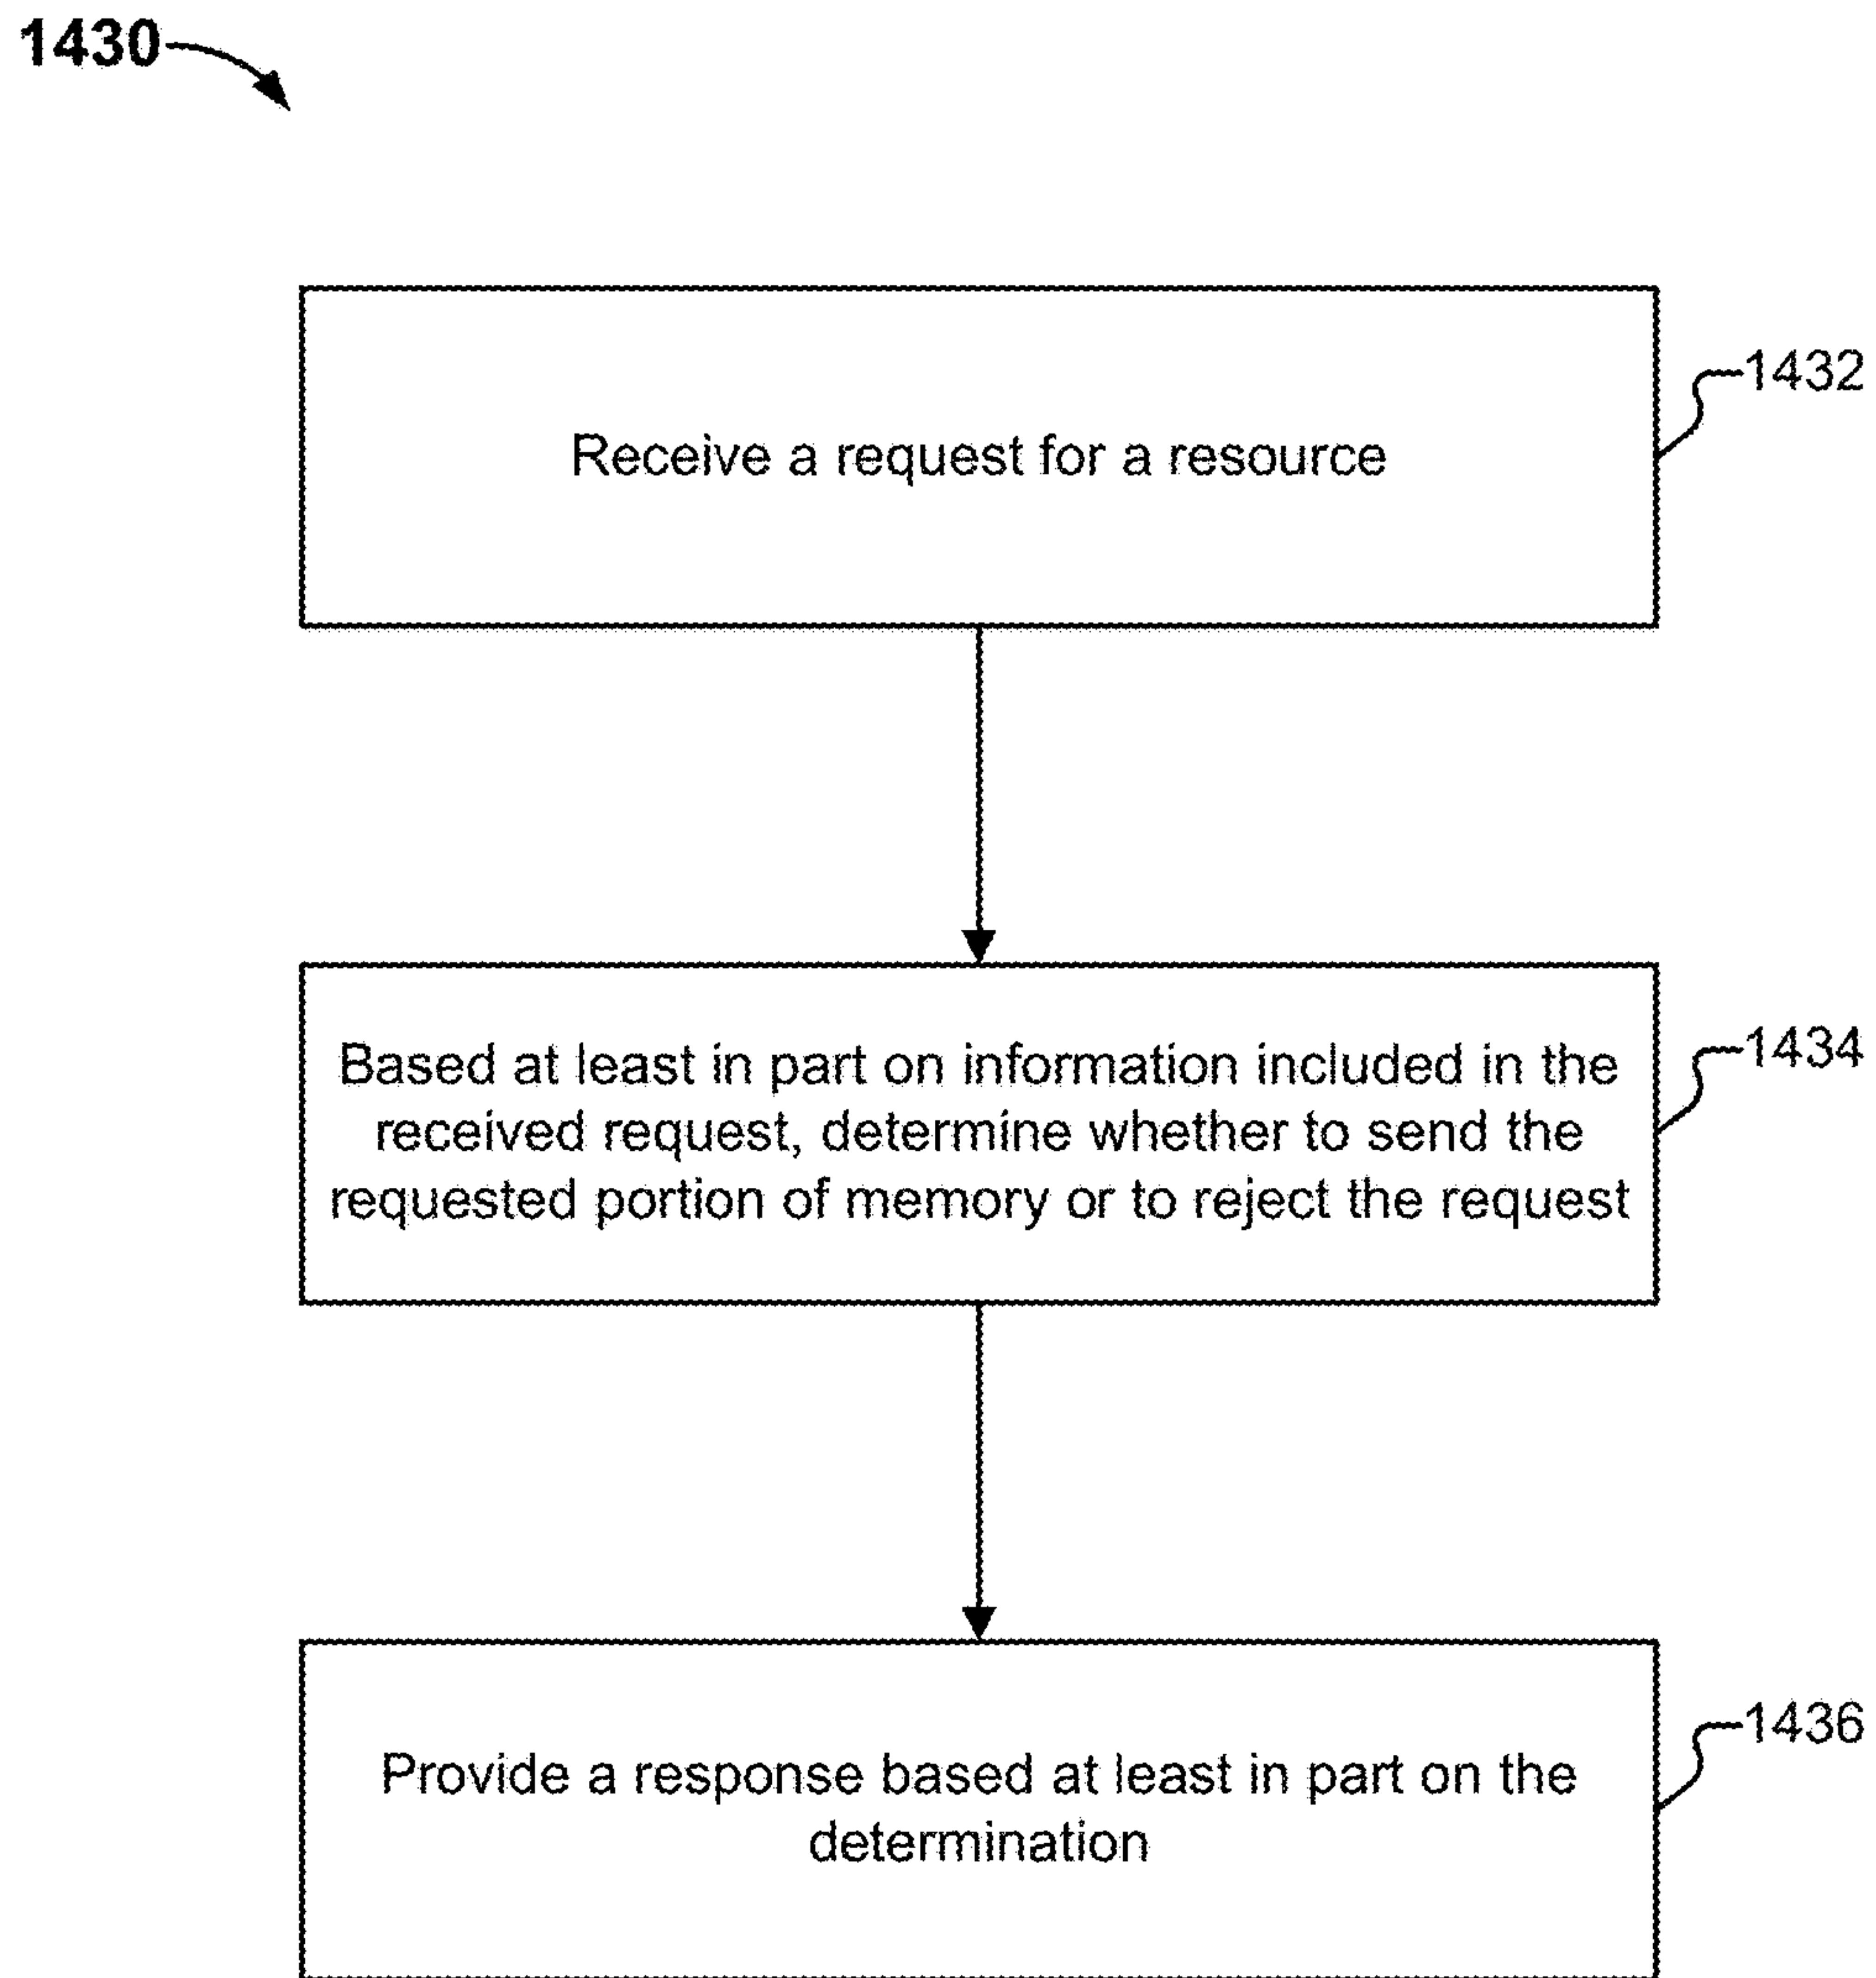 1430
Receive a request for a resource
1432
Based at least in part on information included in the
received request, determine whether to send the
requested portion of memory or to reject the request
1434
Provide a response based at least in part on the
determination
1436